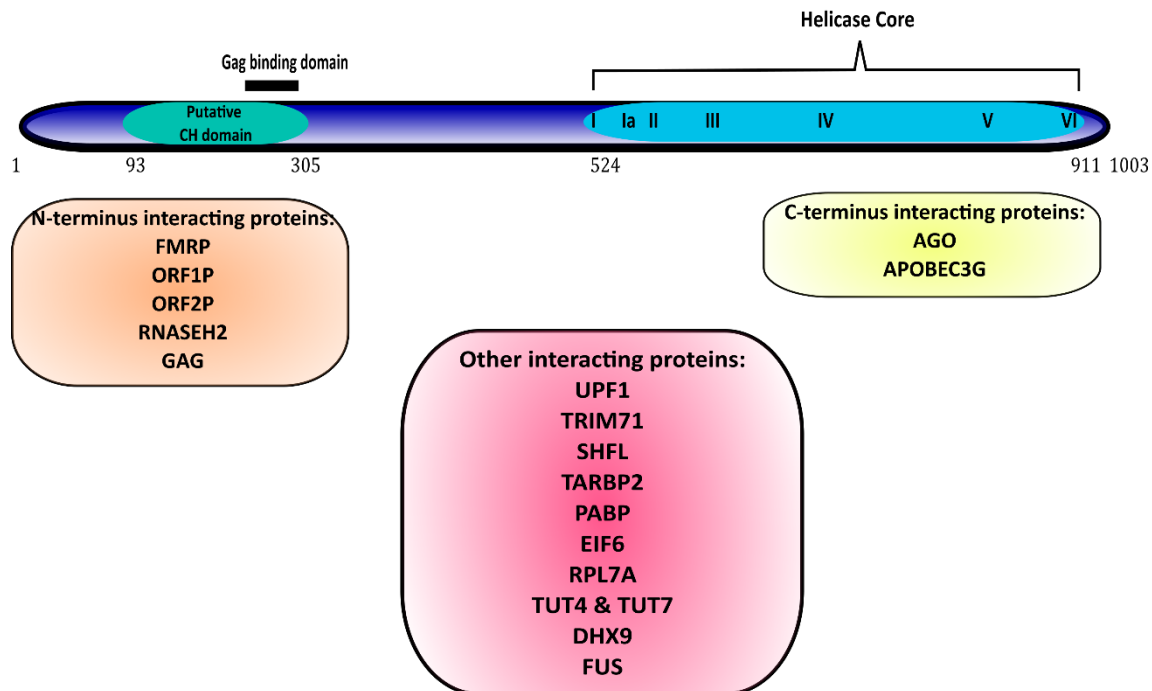 Helicase Core
Gag binding domain
Putative
CH domain
I Ia II III IV V VI
1 93 305 524 911 1003
N-terminus interacting proteins:
FMRP
ORF1P
ORF2P
RNASEH2
GAG
C-terminus interacting proteins:
AGO
APOBEC3G
Other interacting proteins:
UPF1
TRIM71
SHFL
TARBP2
PABP
EIF6
RPL7A
TUT4 & TUT7
DHX9
FUS